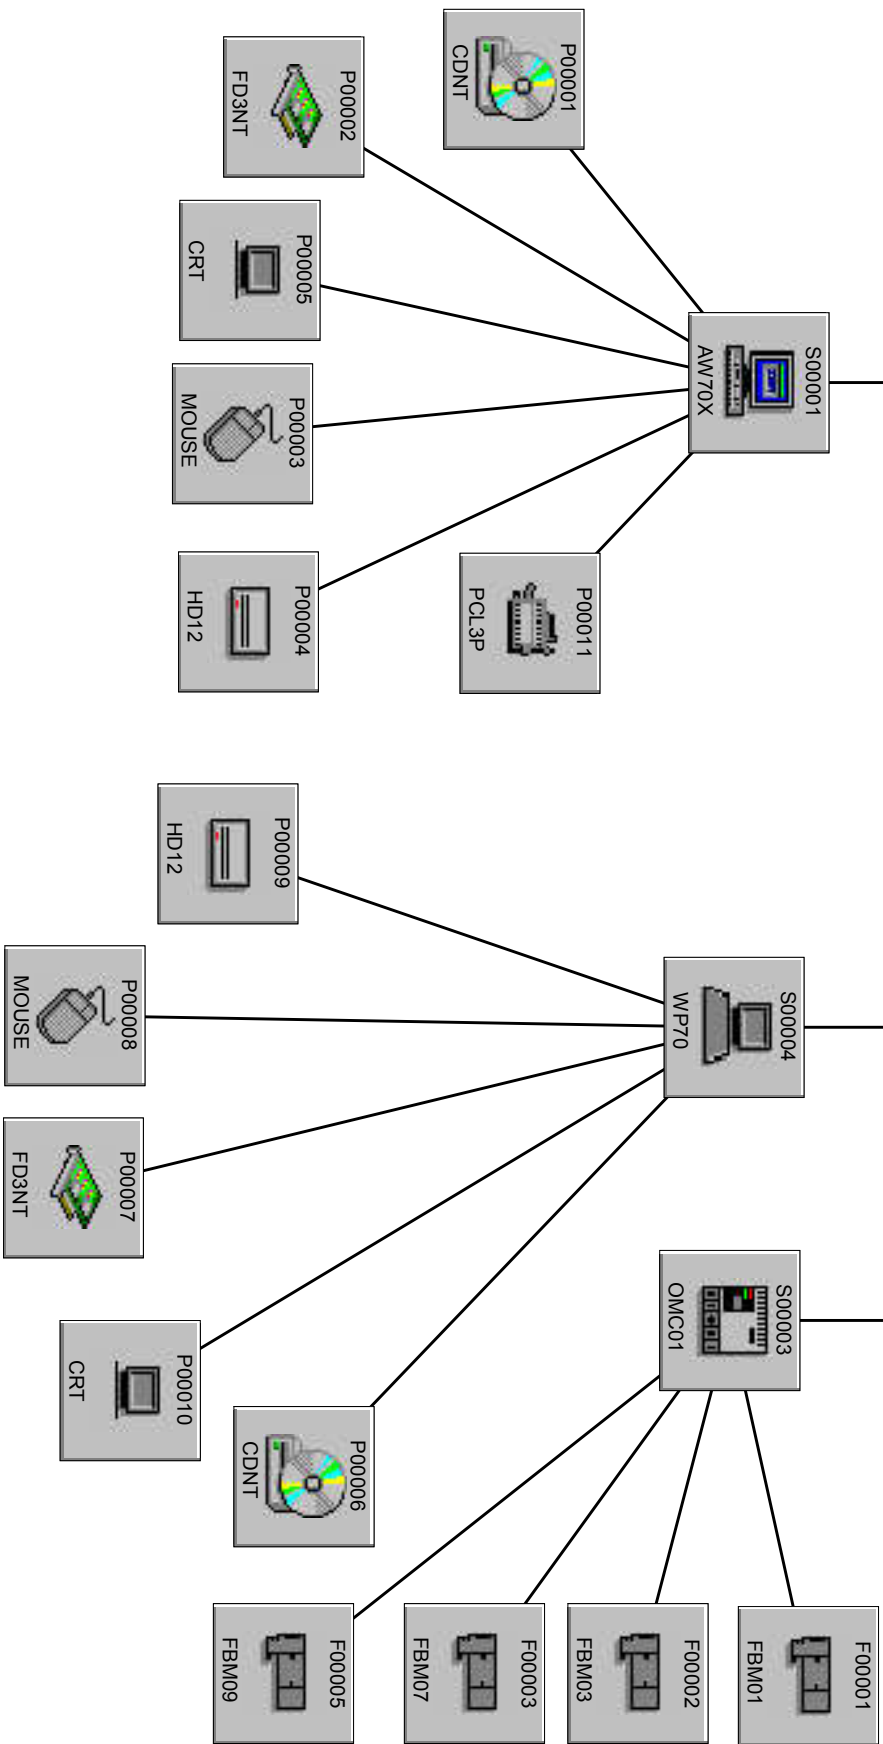 S00001
AW70X
P00001
CDNT
P00002
FD3NT
P00005
CRT
P00003
MOUSE
P00004
HD12
P00011
PCL3P
S00004
WP70
P00009
HD12
P00008
MOUSE
P00007
FD3NT
P00010
CRT
P00006
CDNT
S00003
OMC01
F00005
FBM09
F00003
FBM07
F00002
FBM03
F00001
FBM01